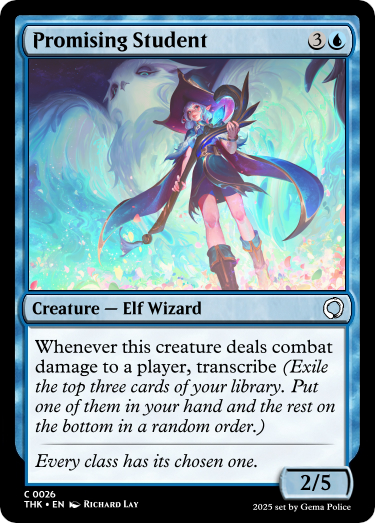 Promising Student 3
Creature — Elf Wizard
Whenever this creature deals combat
damage to a player, transcribe (Exile
the top three cards of your library. Put
one of them in your hand and the rest on
the bottom in a random order.)
Every class has its chosen one.
2/5
C 0026
THK • EN Richard Lay
2025 set by Gema Police